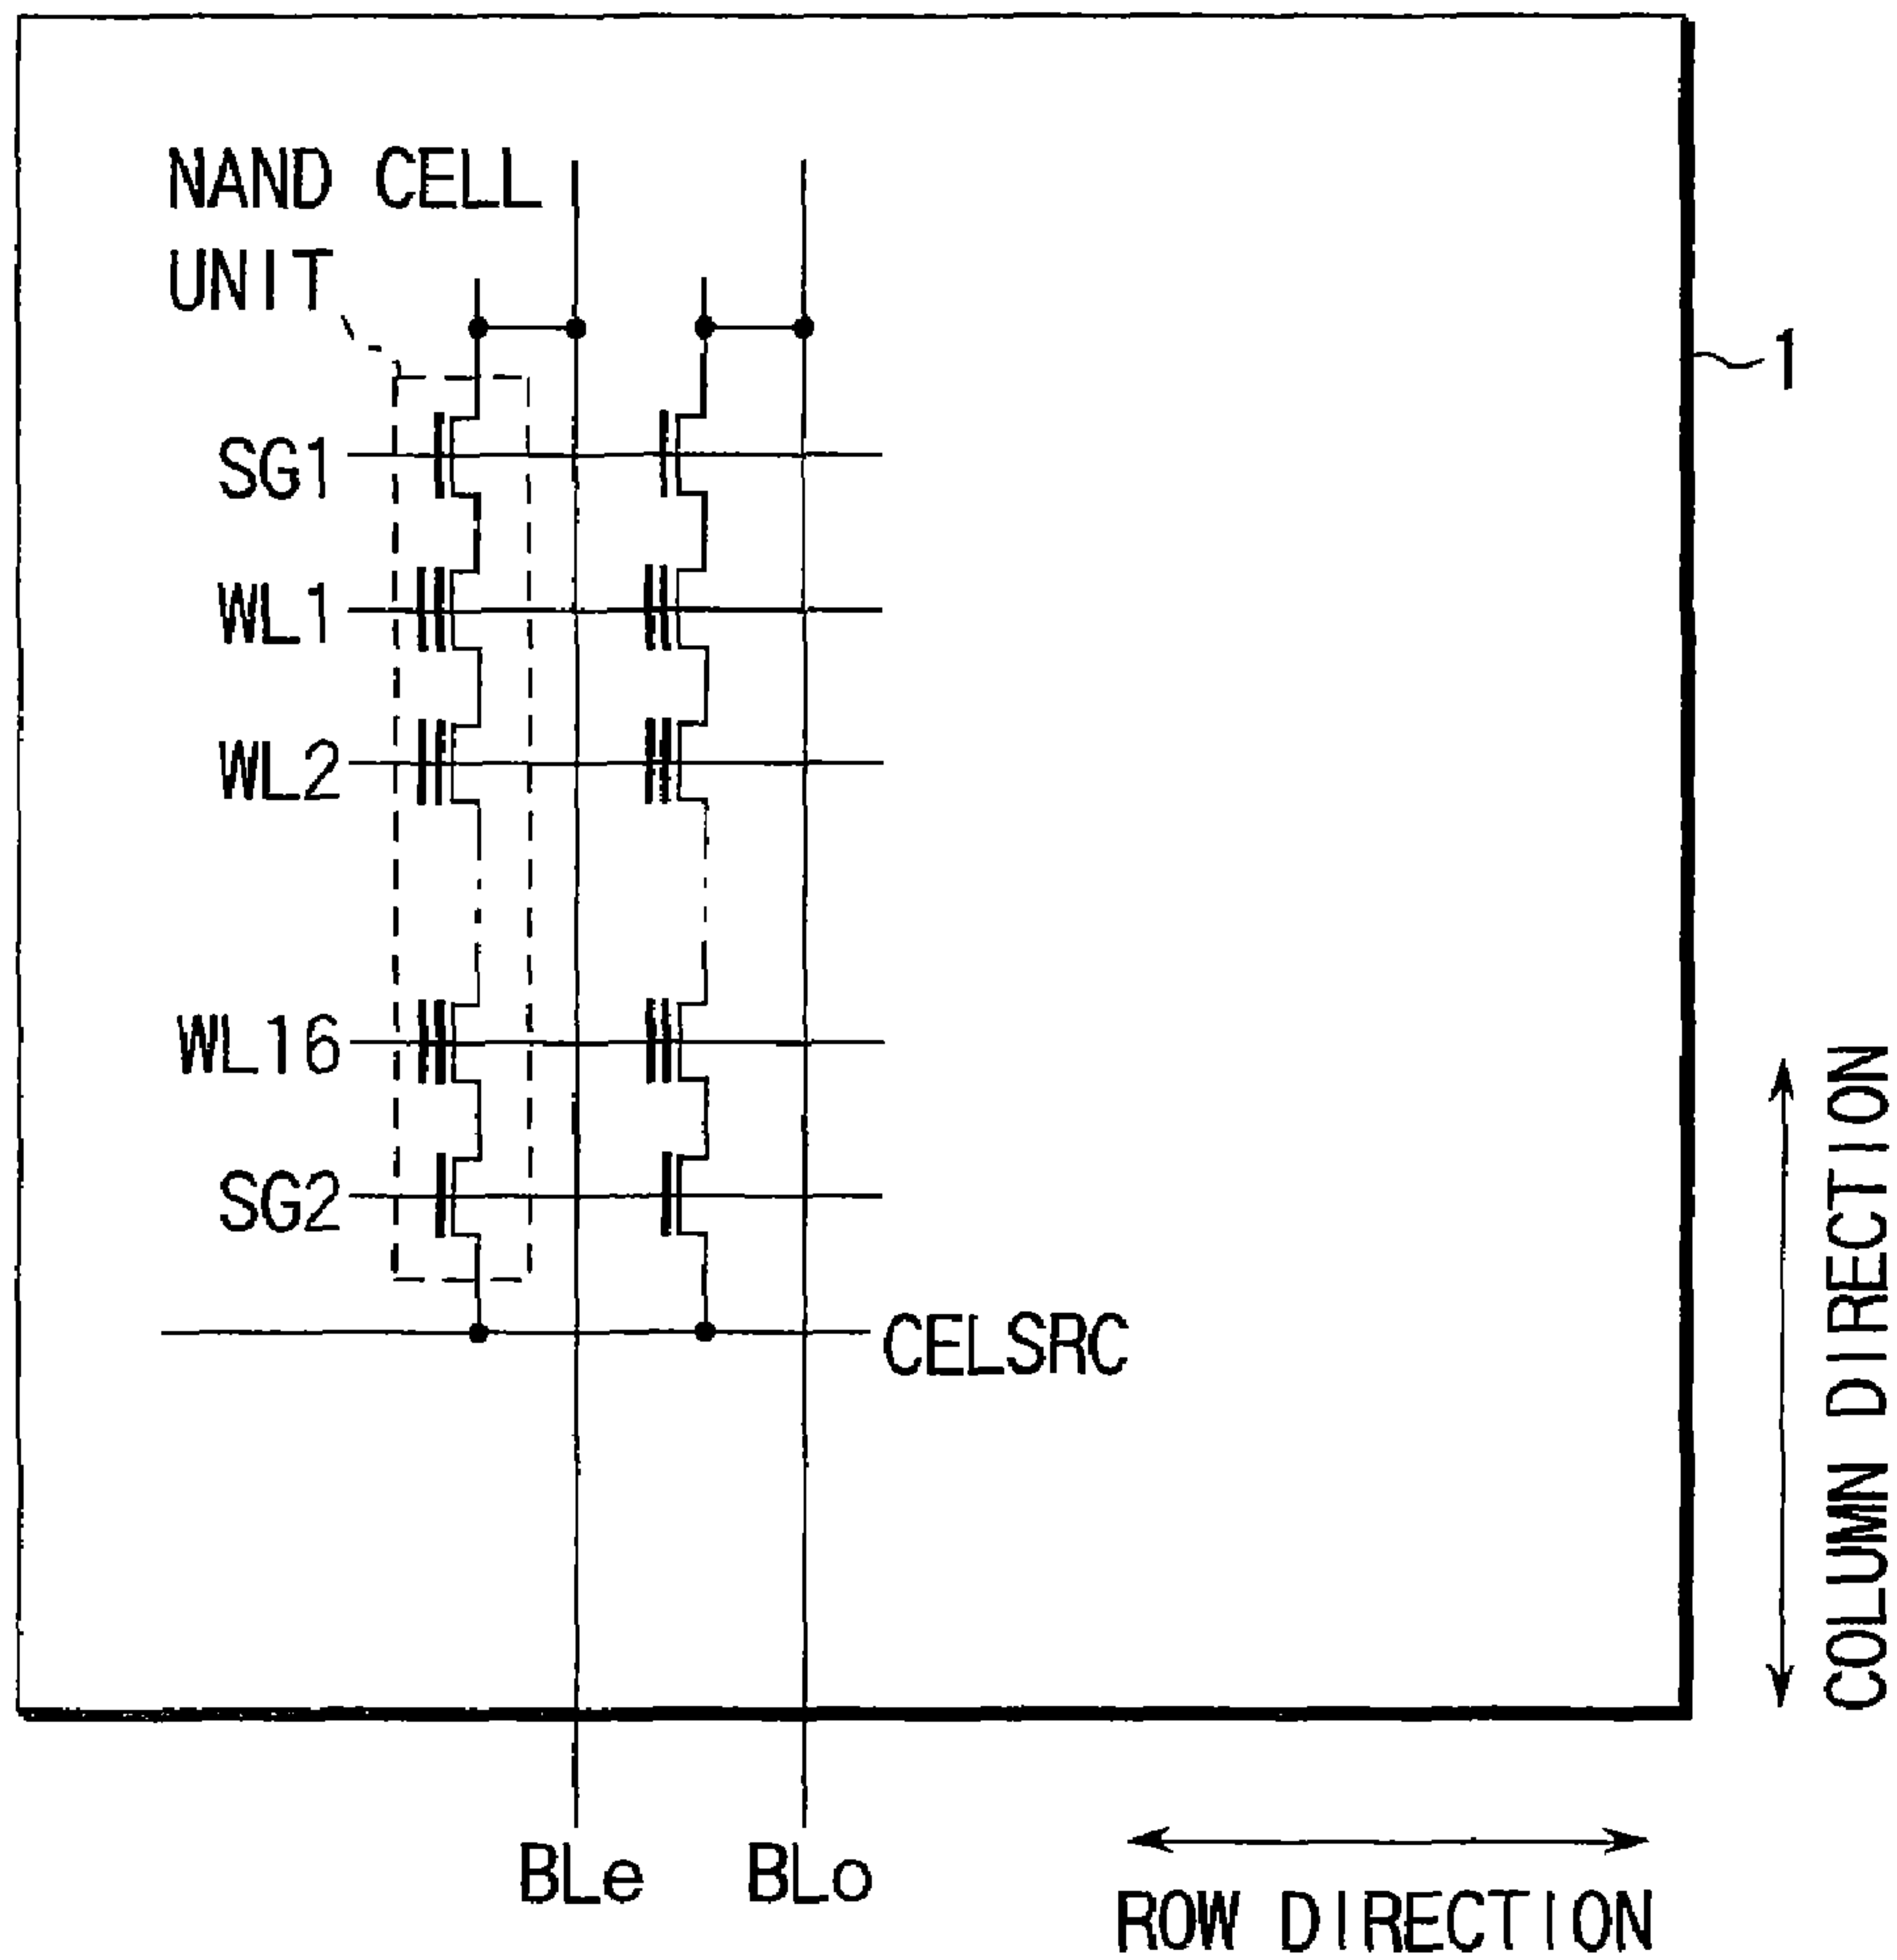 NAND CELL
UNIT
1
SG1
WL1
WL2
WL16
SG2
CELSRC
COLUMN DIRECTION
BLe
BLo
ROW DIRECTION